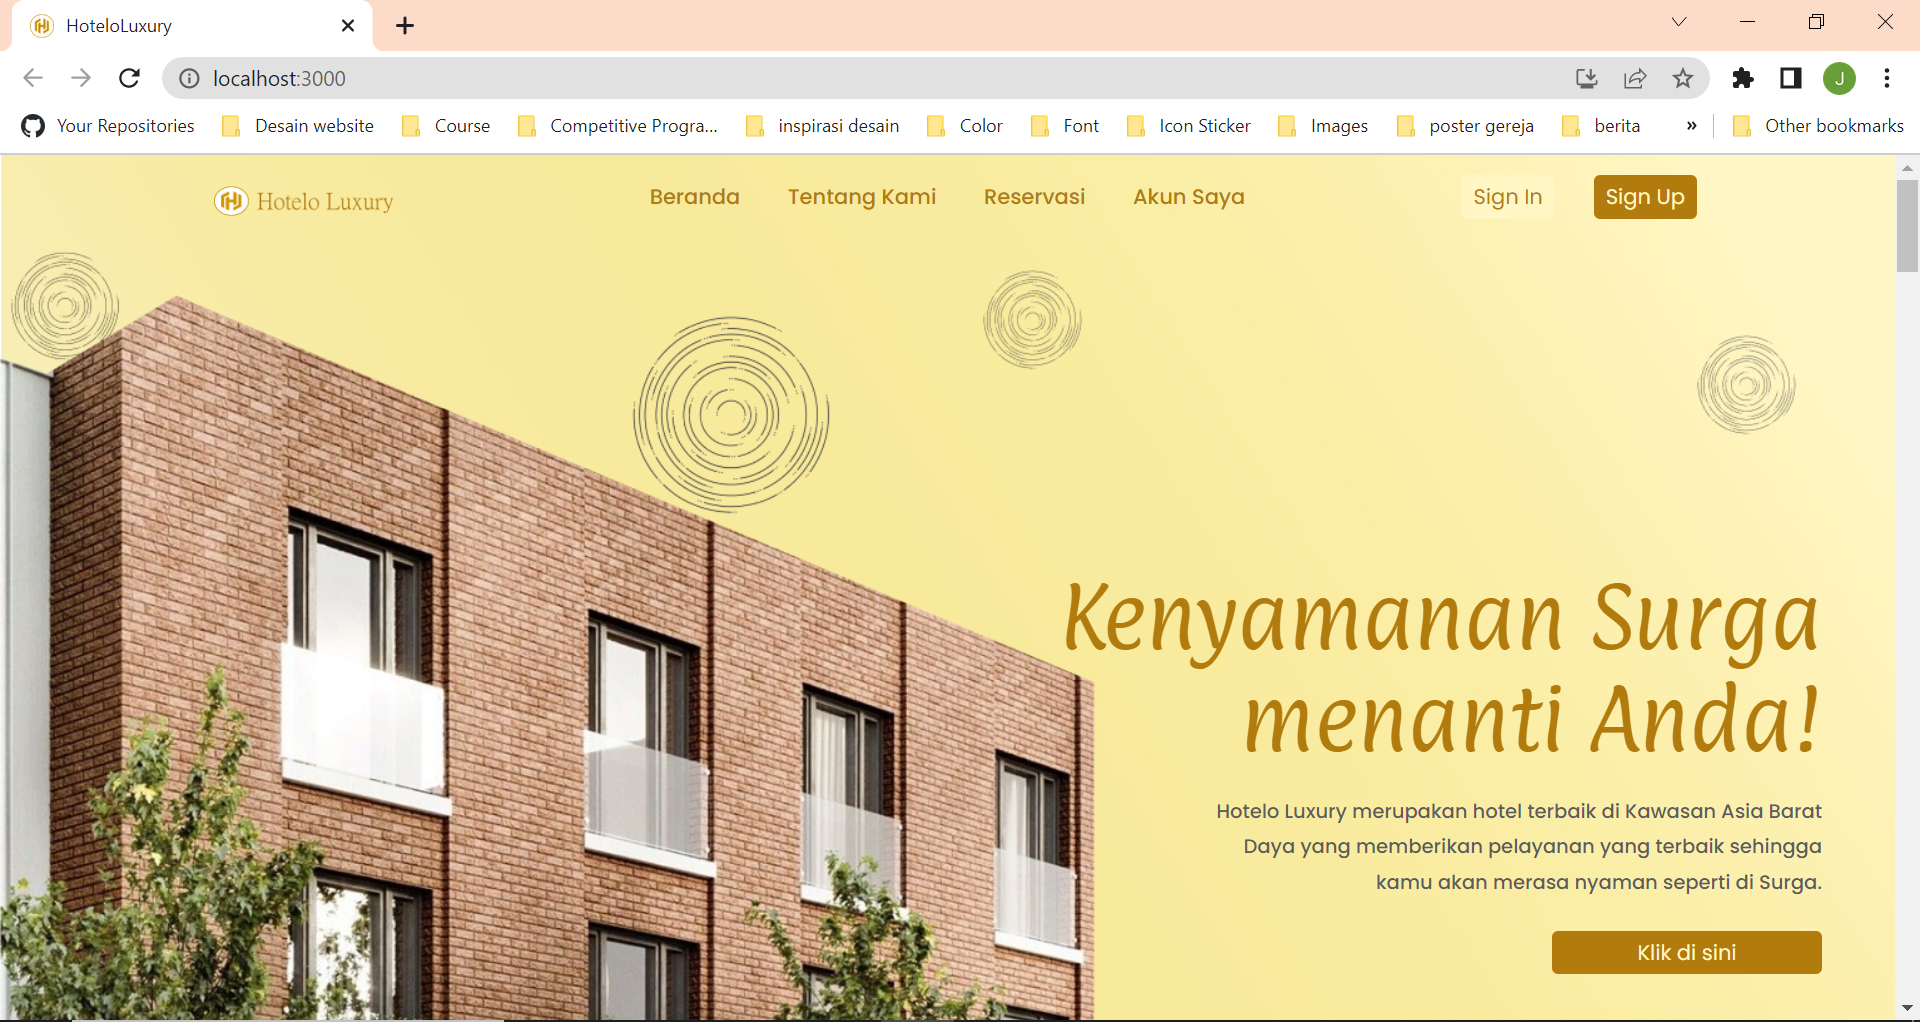 HoteloLuxury
localhost:3000
J
Your Repositories
Desain website
Course
Competitive Progra...
inspirasi desain
Color
Font
Icon Sticker
Images
poster gereja
berita
»
Other bookmarks
Hotelo Luxury
Beranda
Tentang Kami
Reservasi
Akun Saya
Sign In
Sign Up
Kenyamanan Surga
menanti Anda!
Hotelo Luxury merupakan hotel terbaik di Kawasan Asia Barat
Daya yang memberikan pelayanan yang terbaik sehingga
kamu akan merasa nyaman seperti di Surga.
Klik di sini